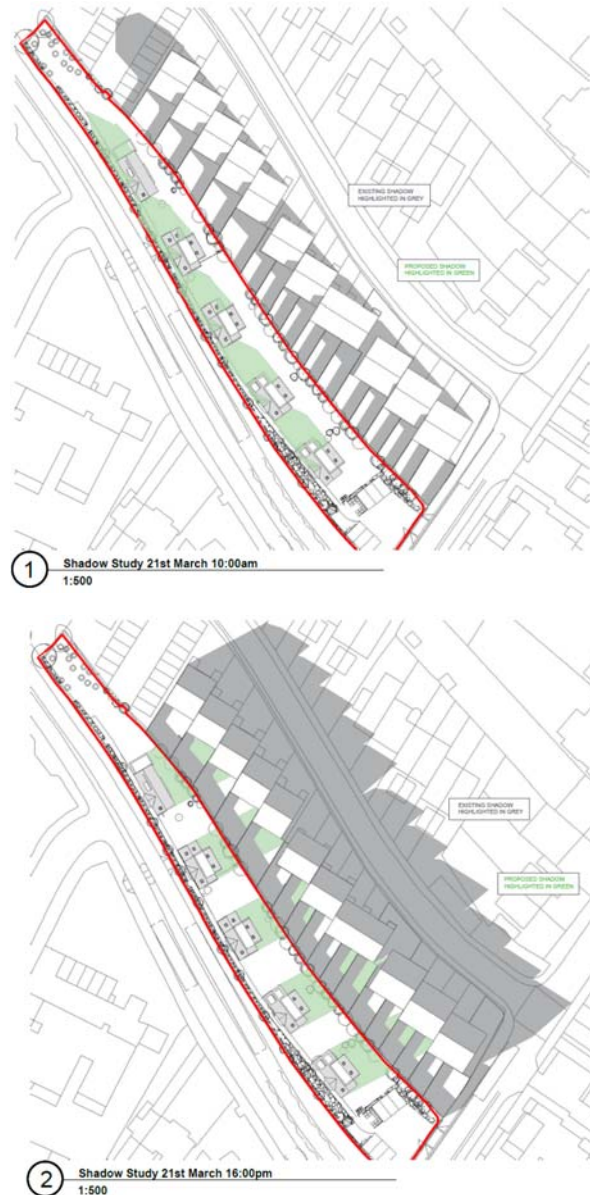 EXISTING SHADOW
HIGHLIGHTED IN GREY
PROPOSED SHADOW
HIGHLIGHTED IN GREEN
1
Shadow Study 21st March 10:00am
1:500
EXISTING SHADOW
HIGHLIGHTED IN GREY
PROPOSED SHADOW
HIGHLIGHTED IN GREEN
2
Shadow Study 21st March 16:00pm
1:500